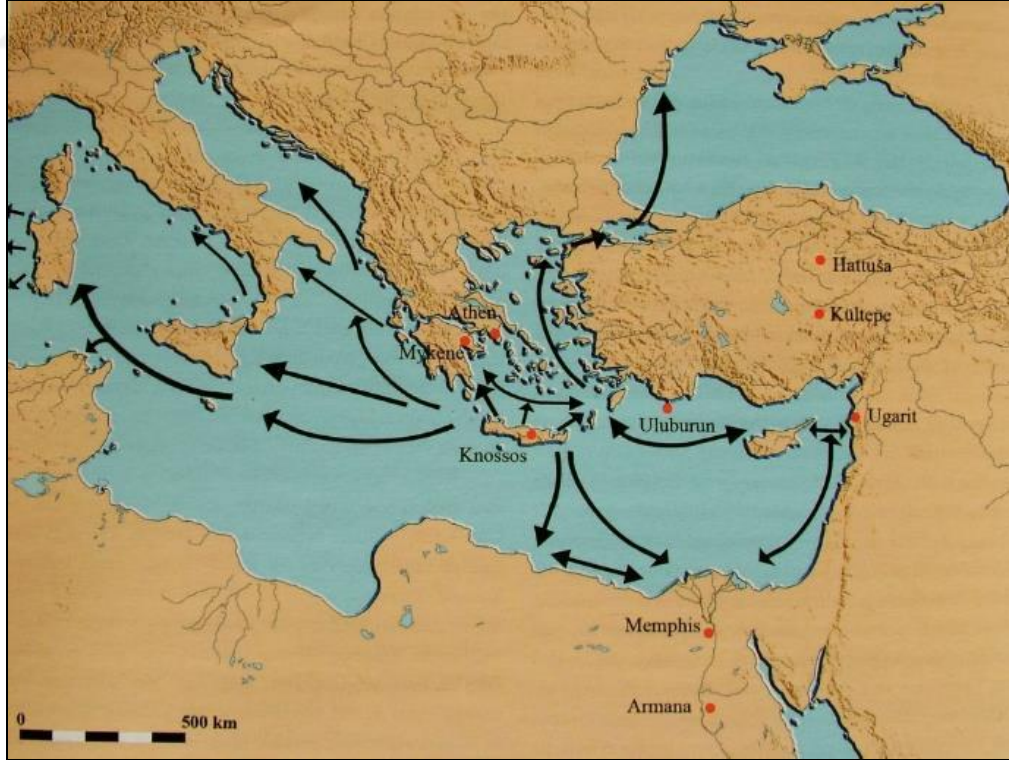 Hattuša
Kültepe
Athen
Mykene
Uluburun
Ugarit
Knossos
Memphis
Armana
0 500 km